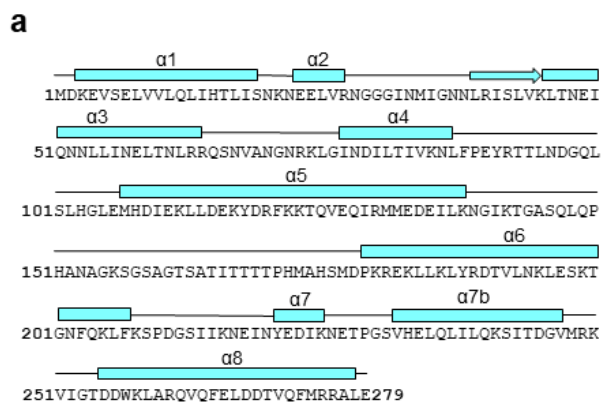 a
α1 α2
1MDKEVSELVVLQLIHTLISNKNEELVRNGGGINMIGNNLRISLVKLTNEI
α3 α4
51QNNLLINELTNLRRQSNVANGNRKLGINDILTIVKNLFPEYRTTLNDGQL
α5
101SLHGLEMHDIEKLLDEKYDRFKKTQVEQIRMMEDEILKNGIKTGASQLQP
α6
151HANAGKSGSAGTSATITTTTPHMAHSMDPKREKLLKLYRDTVLNKLESKT
α7 α7b
201GNFQKLFKSPDGSIIKNEINYEDIKNETPGSVHELQLILQKSITDGVMRK
α8
251VIGTDDWKLARQVQFELDDTVQFMRRALE279